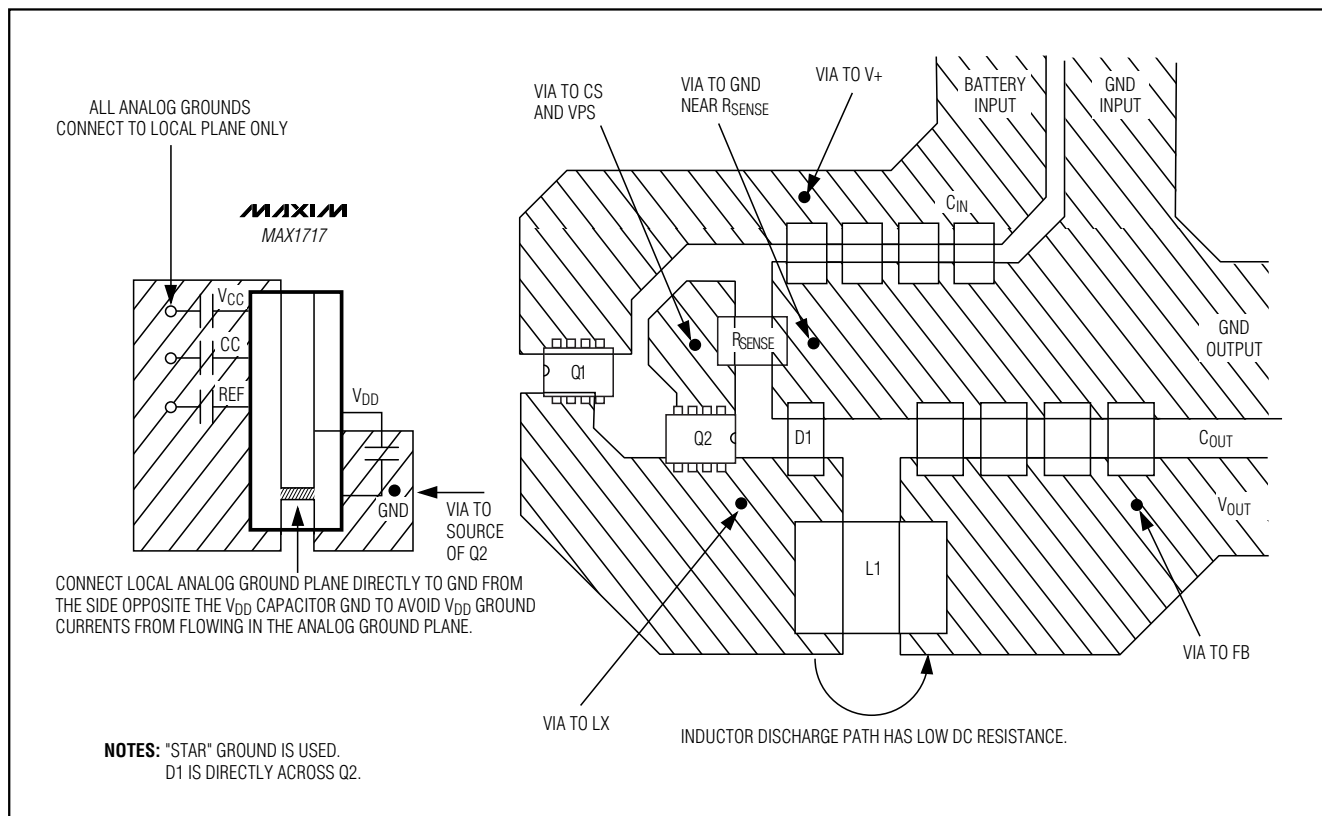 ALL ANALOG GROUNDS
CONNECT TO LOCAL PLANE ONLY
MAXIM
MAX1717
VCC
CC
REF
VDD
GND
VIA TO
SOURCE
OF Q2
CONNECT LOCAL ANALOG GROUND PLANE DIRECTLY TO GND FROM
THE SIDE OPPOSITE THE VDD CAPACITOR GND TO AVOID VDD GROUND
CURRENTS FROM FLOWING IN THE ANALOG GROUND PLANE.
NOTES: "STAR" GROUND IS USED.
D1 IS DIRECTLY ACROSS Q2.
VIA TO CS
AND VPS
VIA TO GND
NEAR RSENSE
VIA TO V+
BATTERY
INPUT
GND
INPUT
CIN
RSENSE
GND
OUTPUT
Q1
Q2
D1
COUT
VOUT
L1
VIA TO FB
VIA TO LX
INDUCTOR DISCHARGE PATH HAS LOW DC RESISTANCE.